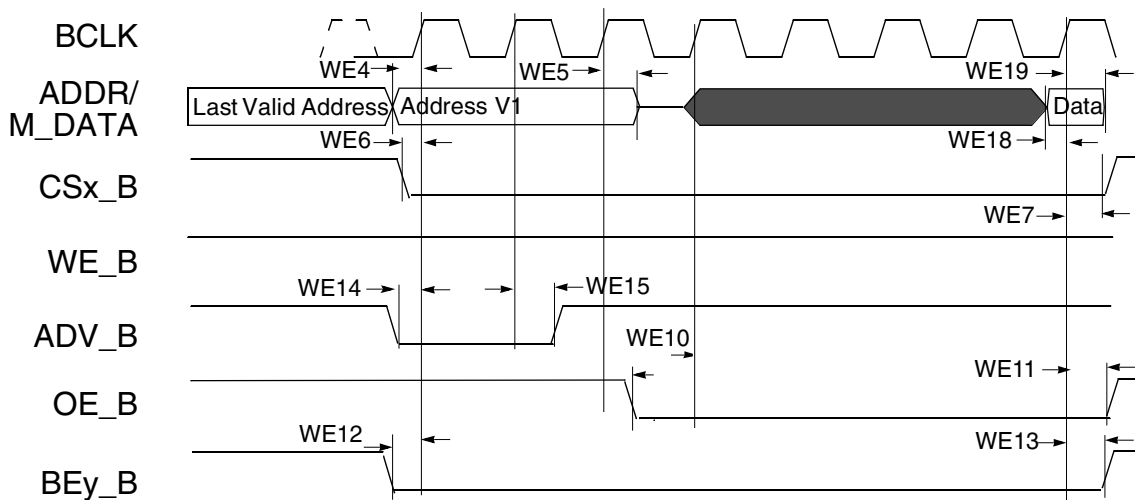 BCLK
WE4
WE5
WE19
ADDR/
M_DATA
Last Valid Address
Address V1
Data
WE6
WE18
CSx_B
WE7
WE_B
WE14
WE15
ADV_B
WE10
WE11
OE_B
WE12
WE13
BEy_B